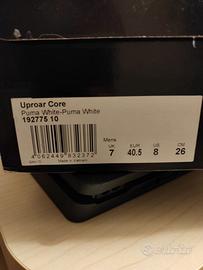 Uproar Core
Puma White-Puma White
192775 10
Mens
UK EUR US CM
7 40.5 8 26
4 062449 832372
Made in Vietnam
subito